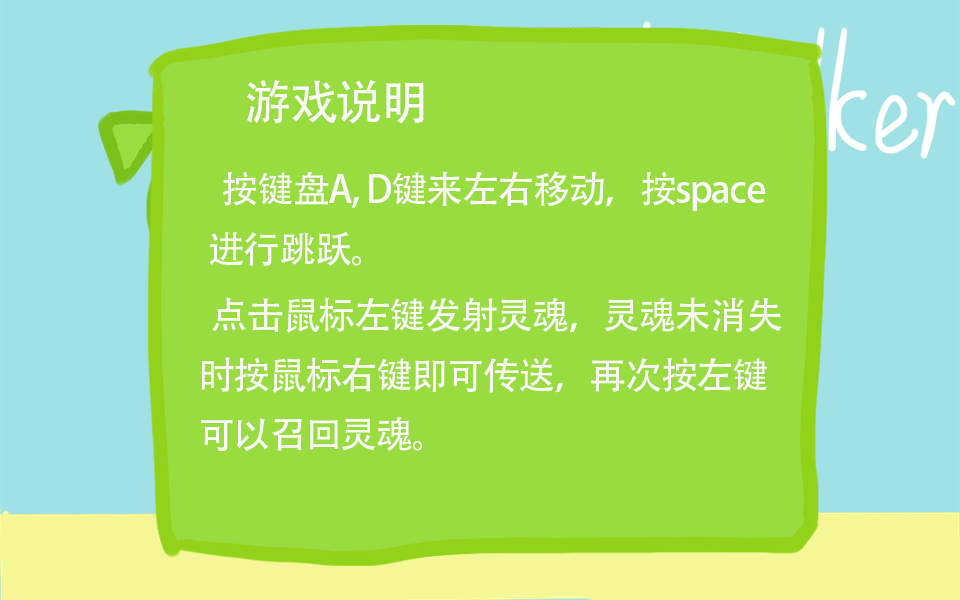 游戏说明
按键盘A, D键来左右移动，按space
进行跳跃。
点击鼠标左键发射灵魂，灵魂未消失
时按鼠标右键即可传送，再次按左键
可以召回灵魂。